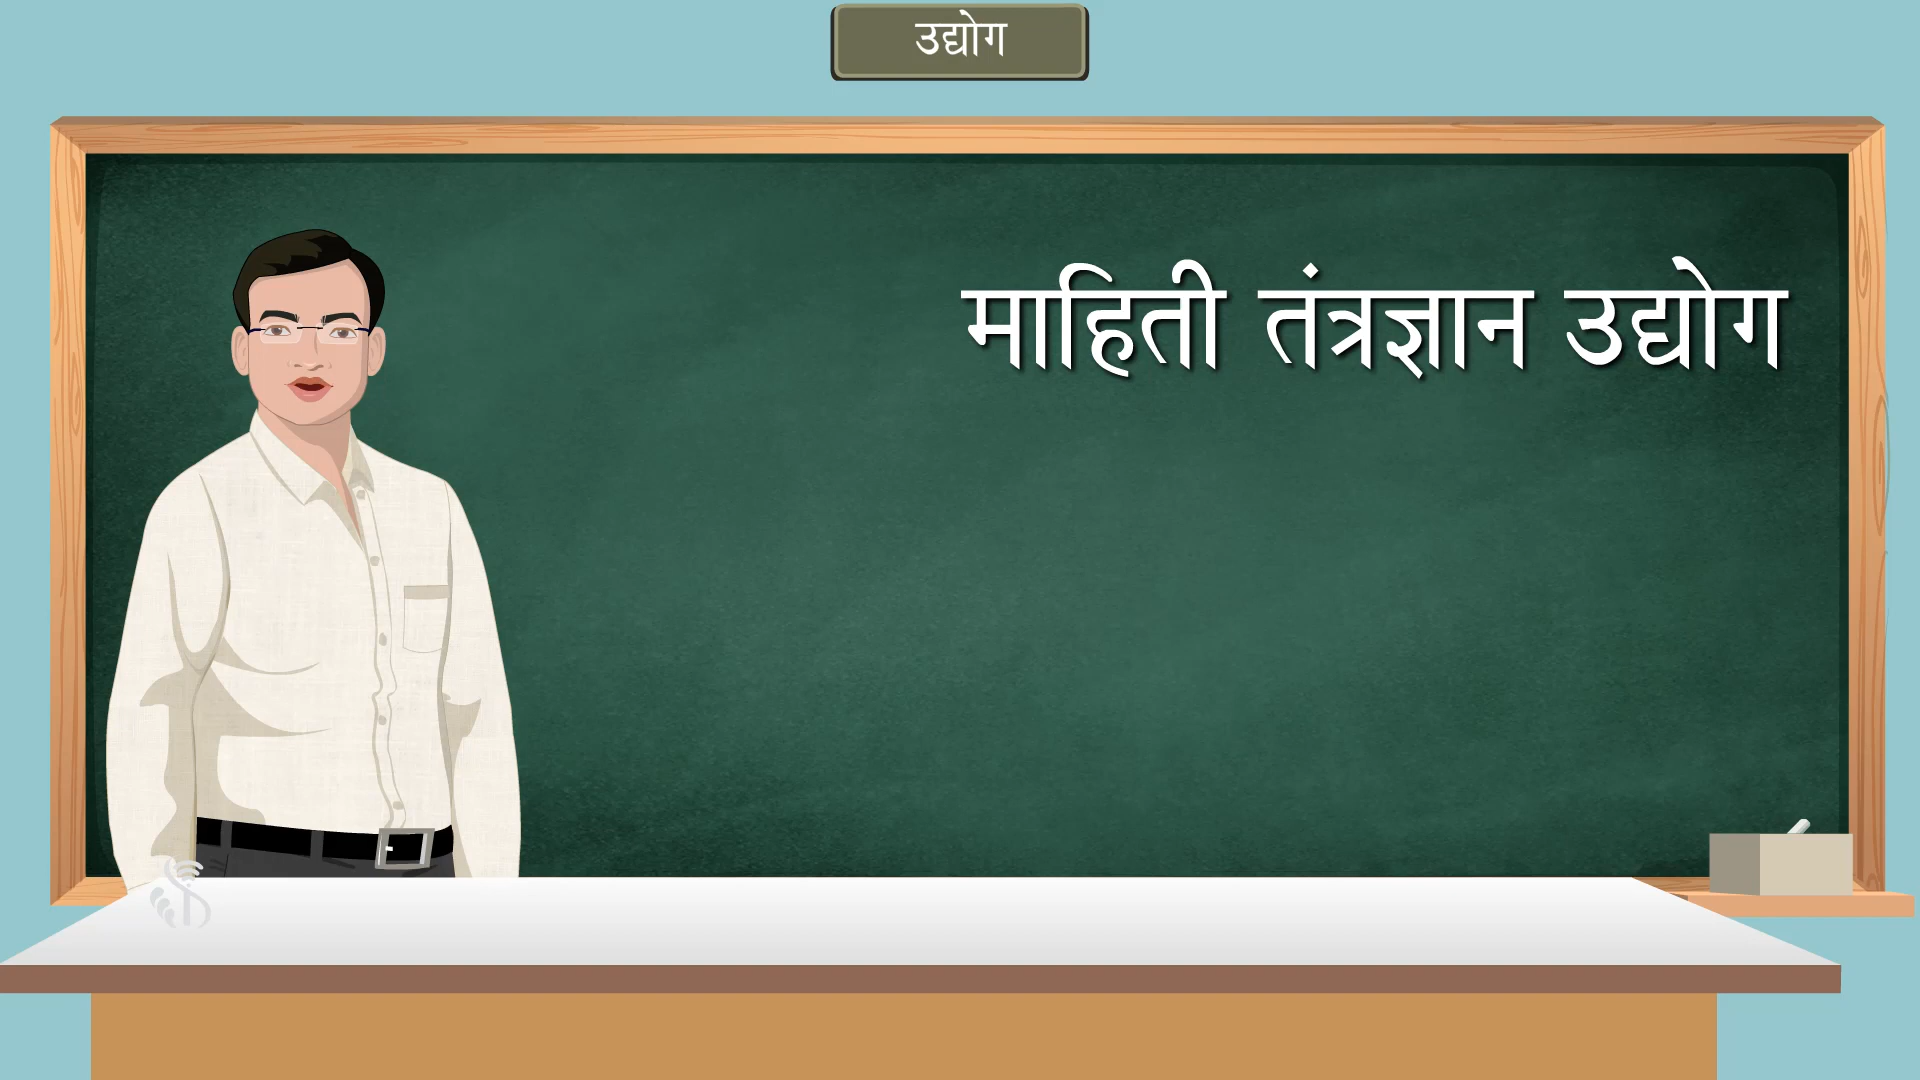 उद्योग
माहिती तंत्रज्ञान उद्योग